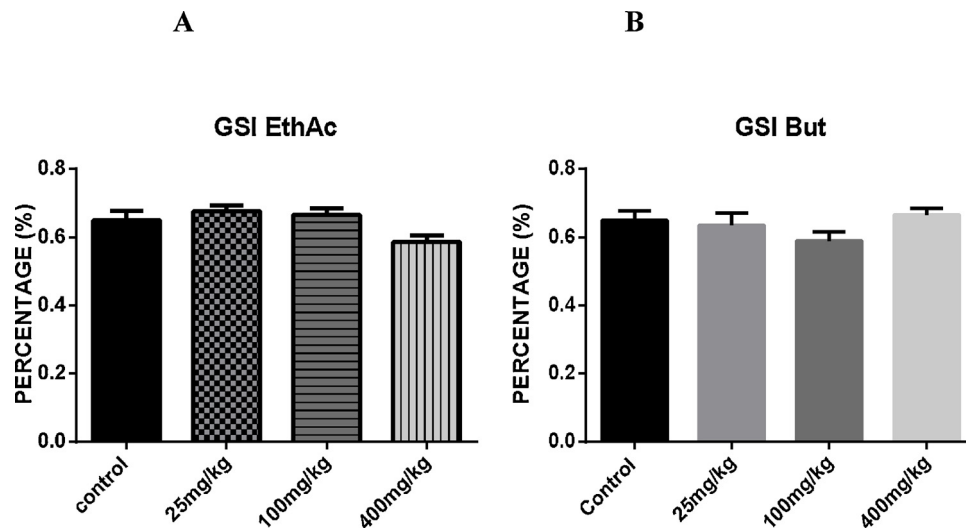 A
B
GSI EthAc
PERCENTAGE (%)
0.8
0.6
0.4
0.2
0.0
control
25mg/kg
100mg/kg
400mg/kg
GSI But
PERCENTAGE (%)
0.8
0.6
0.4
0.2
0.0
Control
25mg/kg
100mg/kg
400mg/kg